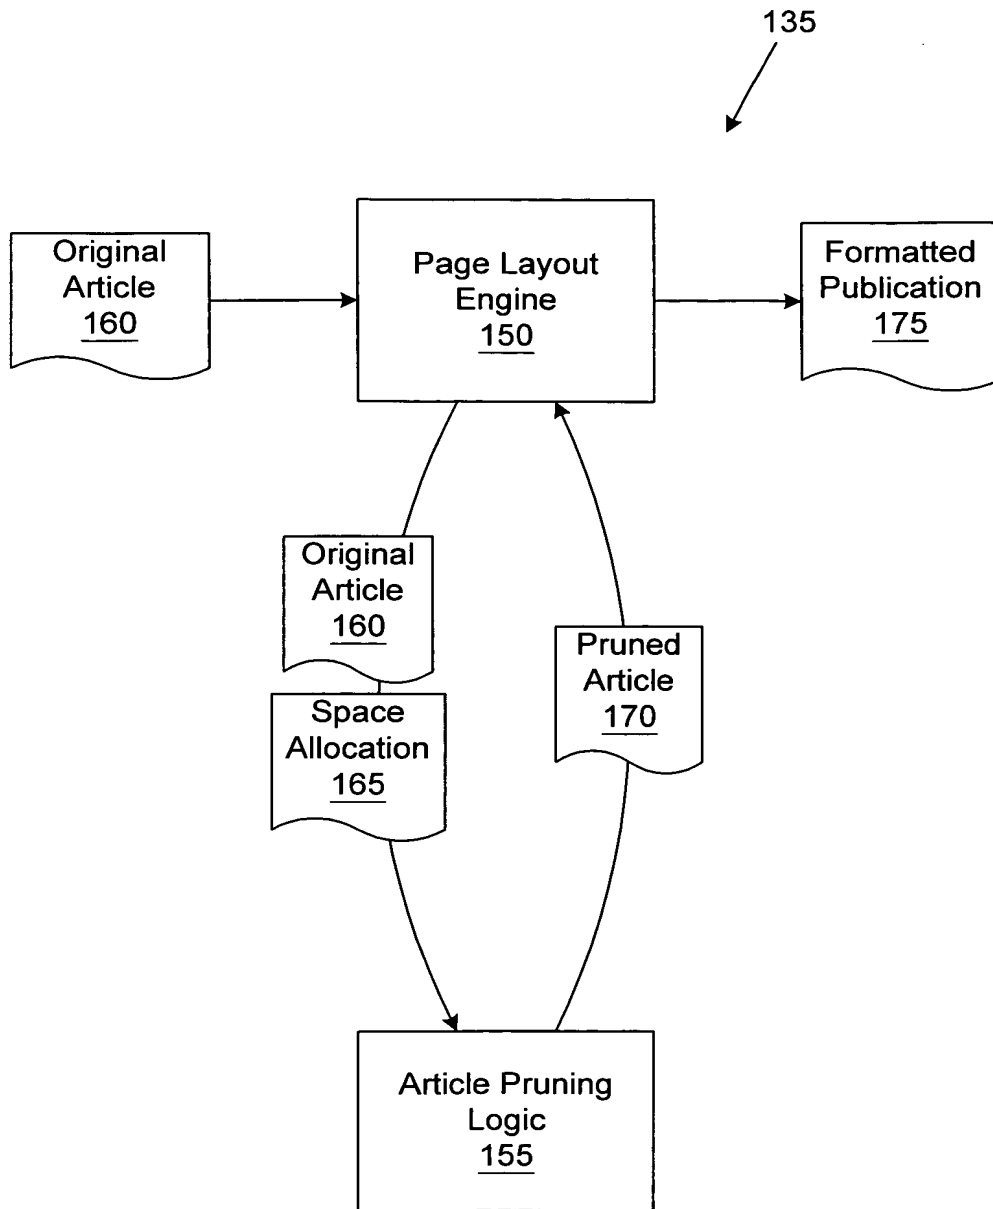 135
Original
Article
160
Page Layout
Engine
150
Formatted
Publication
175
Original
Article
160
Space
Allocation
165
Pruned
Article
170
Article Pruning
Logic
155